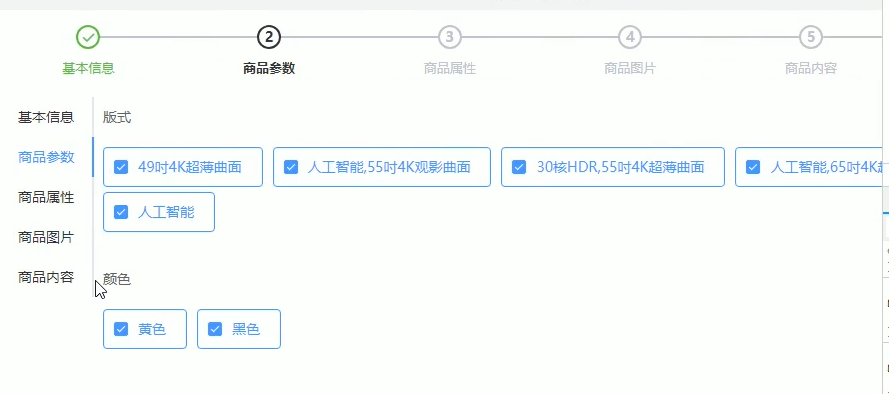 2 3 4 5
基本信息 商品参数 商品属性 商品图片 商品内容
基本信息
商品参数
商品属性
商品图片
商品内容
版式
49吋4K超薄曲面 人工智能,55吋4K观影曲面 30核HDR,55吋4K超薄曲面 人工智能,65吋4K
人工智能
颜色
黄色 黑色